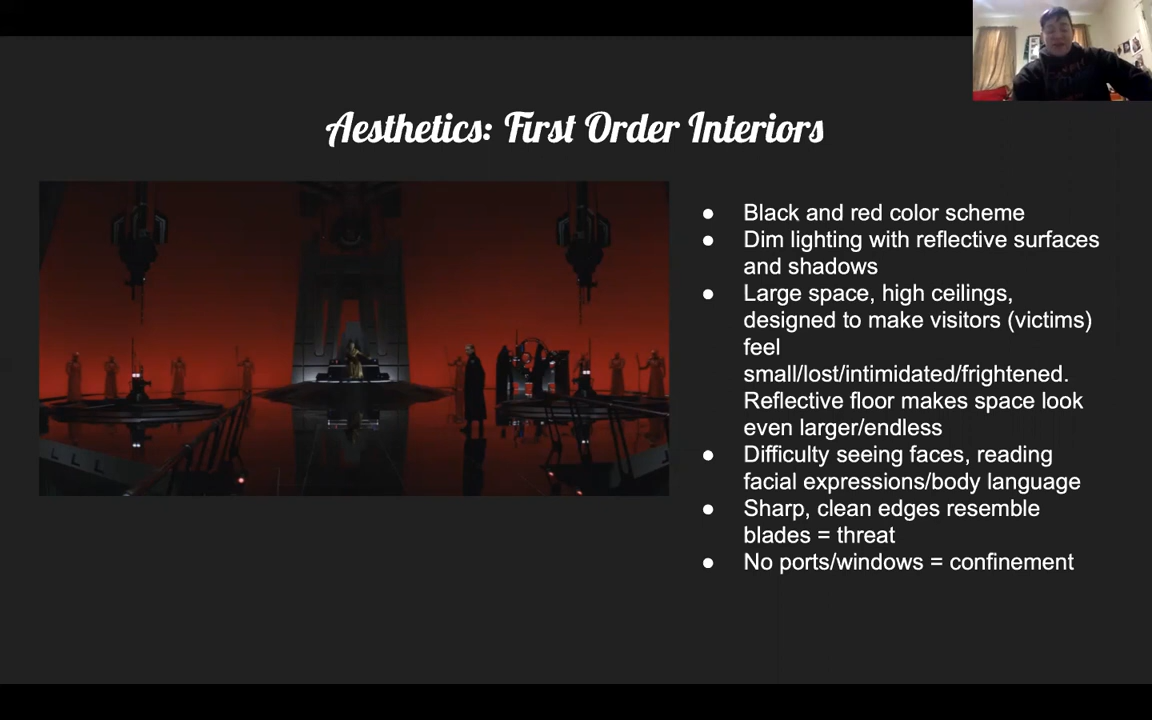 Aesthetics: First Order Interiors
● Black and red color scheme
● Dim lighting with reflective surfaces
and shadows
● Large space, high ceilings,
designed to make visitors (victims)
feel
small/lost/intimidated/frightened.
Reflective floor makes space look
even larger/endless
● Difficulty seeing faces, reading
facial expressions/body language
● Sharp, clean edges resemble
blades = threat
● No ports/windows = confinement